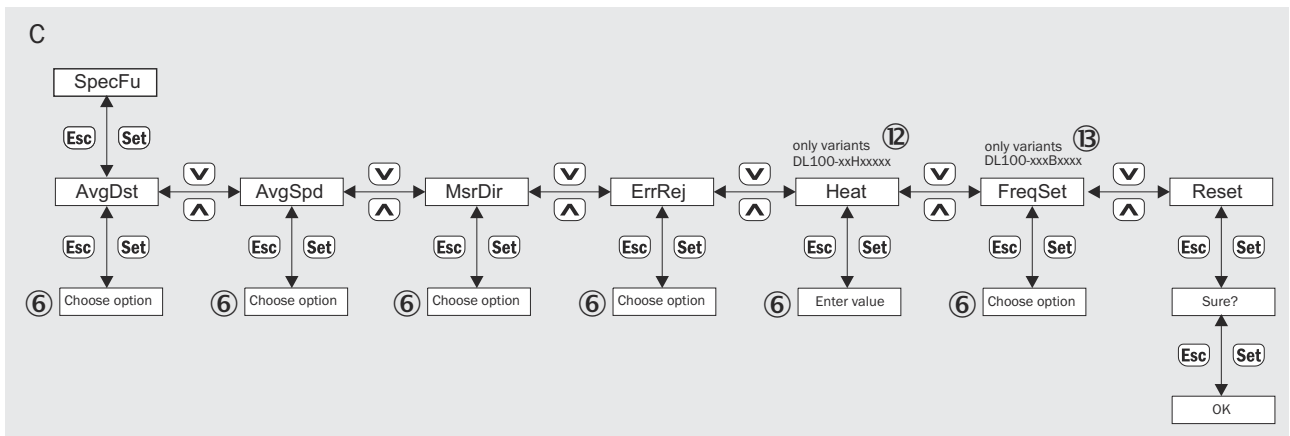 C
SpecFu
Esc Set
only variants ⑫
DL100-xxHxxxxx
only variants ⑬
DL100-xxxBxxxx
AvgDst
AvgSpd
MsrDir
ErrRej
Heat
FreqSet
Reset
Esc Set
Esc Set
Esc Set
Esc Set
Esc Set
Esc Set
Esc Set
⑥ Choose option
⑥ Choose option
⑥ Choose option
⑥ Choose option
⑥ Enter value
⑥ Choose option
Sure?
Esc Set
OK